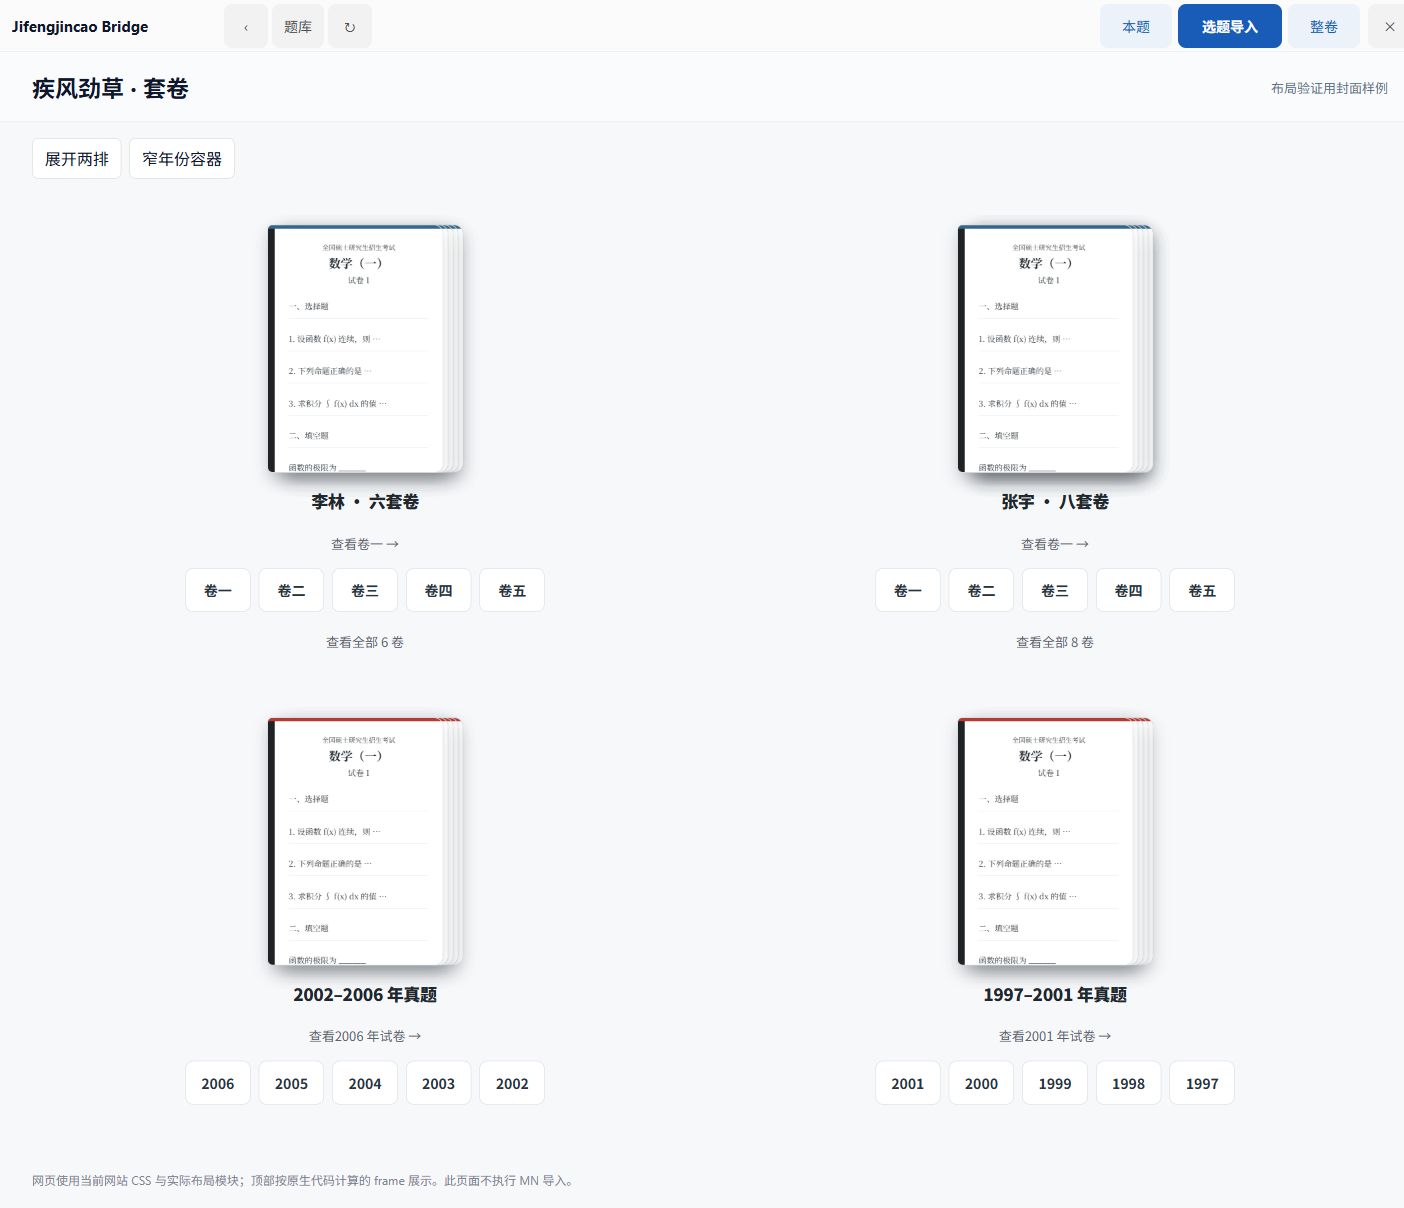 Jifengjincao Bridge ‹ 题库 ↻ 本题 选题导入 整卷 ×
疾风劲草 · 套卷 布局验证用封面样例
展开两排 窄年份容器
全国硕士研究生招生考试
数学（一）
试卷 1
一、选择题
1. 设函数 f(x) 连续，则 ···
2. 下列命题正确的是 ···
3. 求积分 ∫ f(x) dx 的值 ···
二、填空题
函数的极限为 ______
李林 · 六套卷
查看卷一 →
卷一 卷二 卷三 卷四 卷五
查看全部 6 卷
全国硕士研究生招生考试
数学（一）
试卷 1
一、选择题
1. 设函数 f(x) 连续，则 ···
2. 下列命题正确的是 ···
3. 求积分 ∫ f(x) dx 的值 ···
二、填空题
函数的极限为 ______
张宇 · 八套卷
查看卷一 →
卷一 卷二 卷三 卷四 卷五
查看全部 8 卷
全国硕士研究生招生考试
数学（一）
试卷 1
一、选择题
1. 设函数 f(x) 连续，则 ···
2. 下列命题正确的是 ···
3. 求积分 ∫ f(x) dx 的值 ···
二、填空题
函数的极限为 ______
2002–2006 年真题
查看2006 年试卷 →
2006 2005 2004 2003 2002
全国硕士研究生招生考试
数学（一）
试卷 1
一、选择题
1. 设函数 f(x) 连续，则 ···
2. 下列命题正确的是 ···
3. 求积分 ∫ f(x) dx 的值 ···
二、填空题
函数的极限为 ______
1997–2001 年真题
查看2001 年试卷 →
2001 2000 1999 1998 1997
网页使用当前网站 CSS 与实际布局模块；顶部按原生代码计算的 frame 展示。此页面不执行 MN 导入。